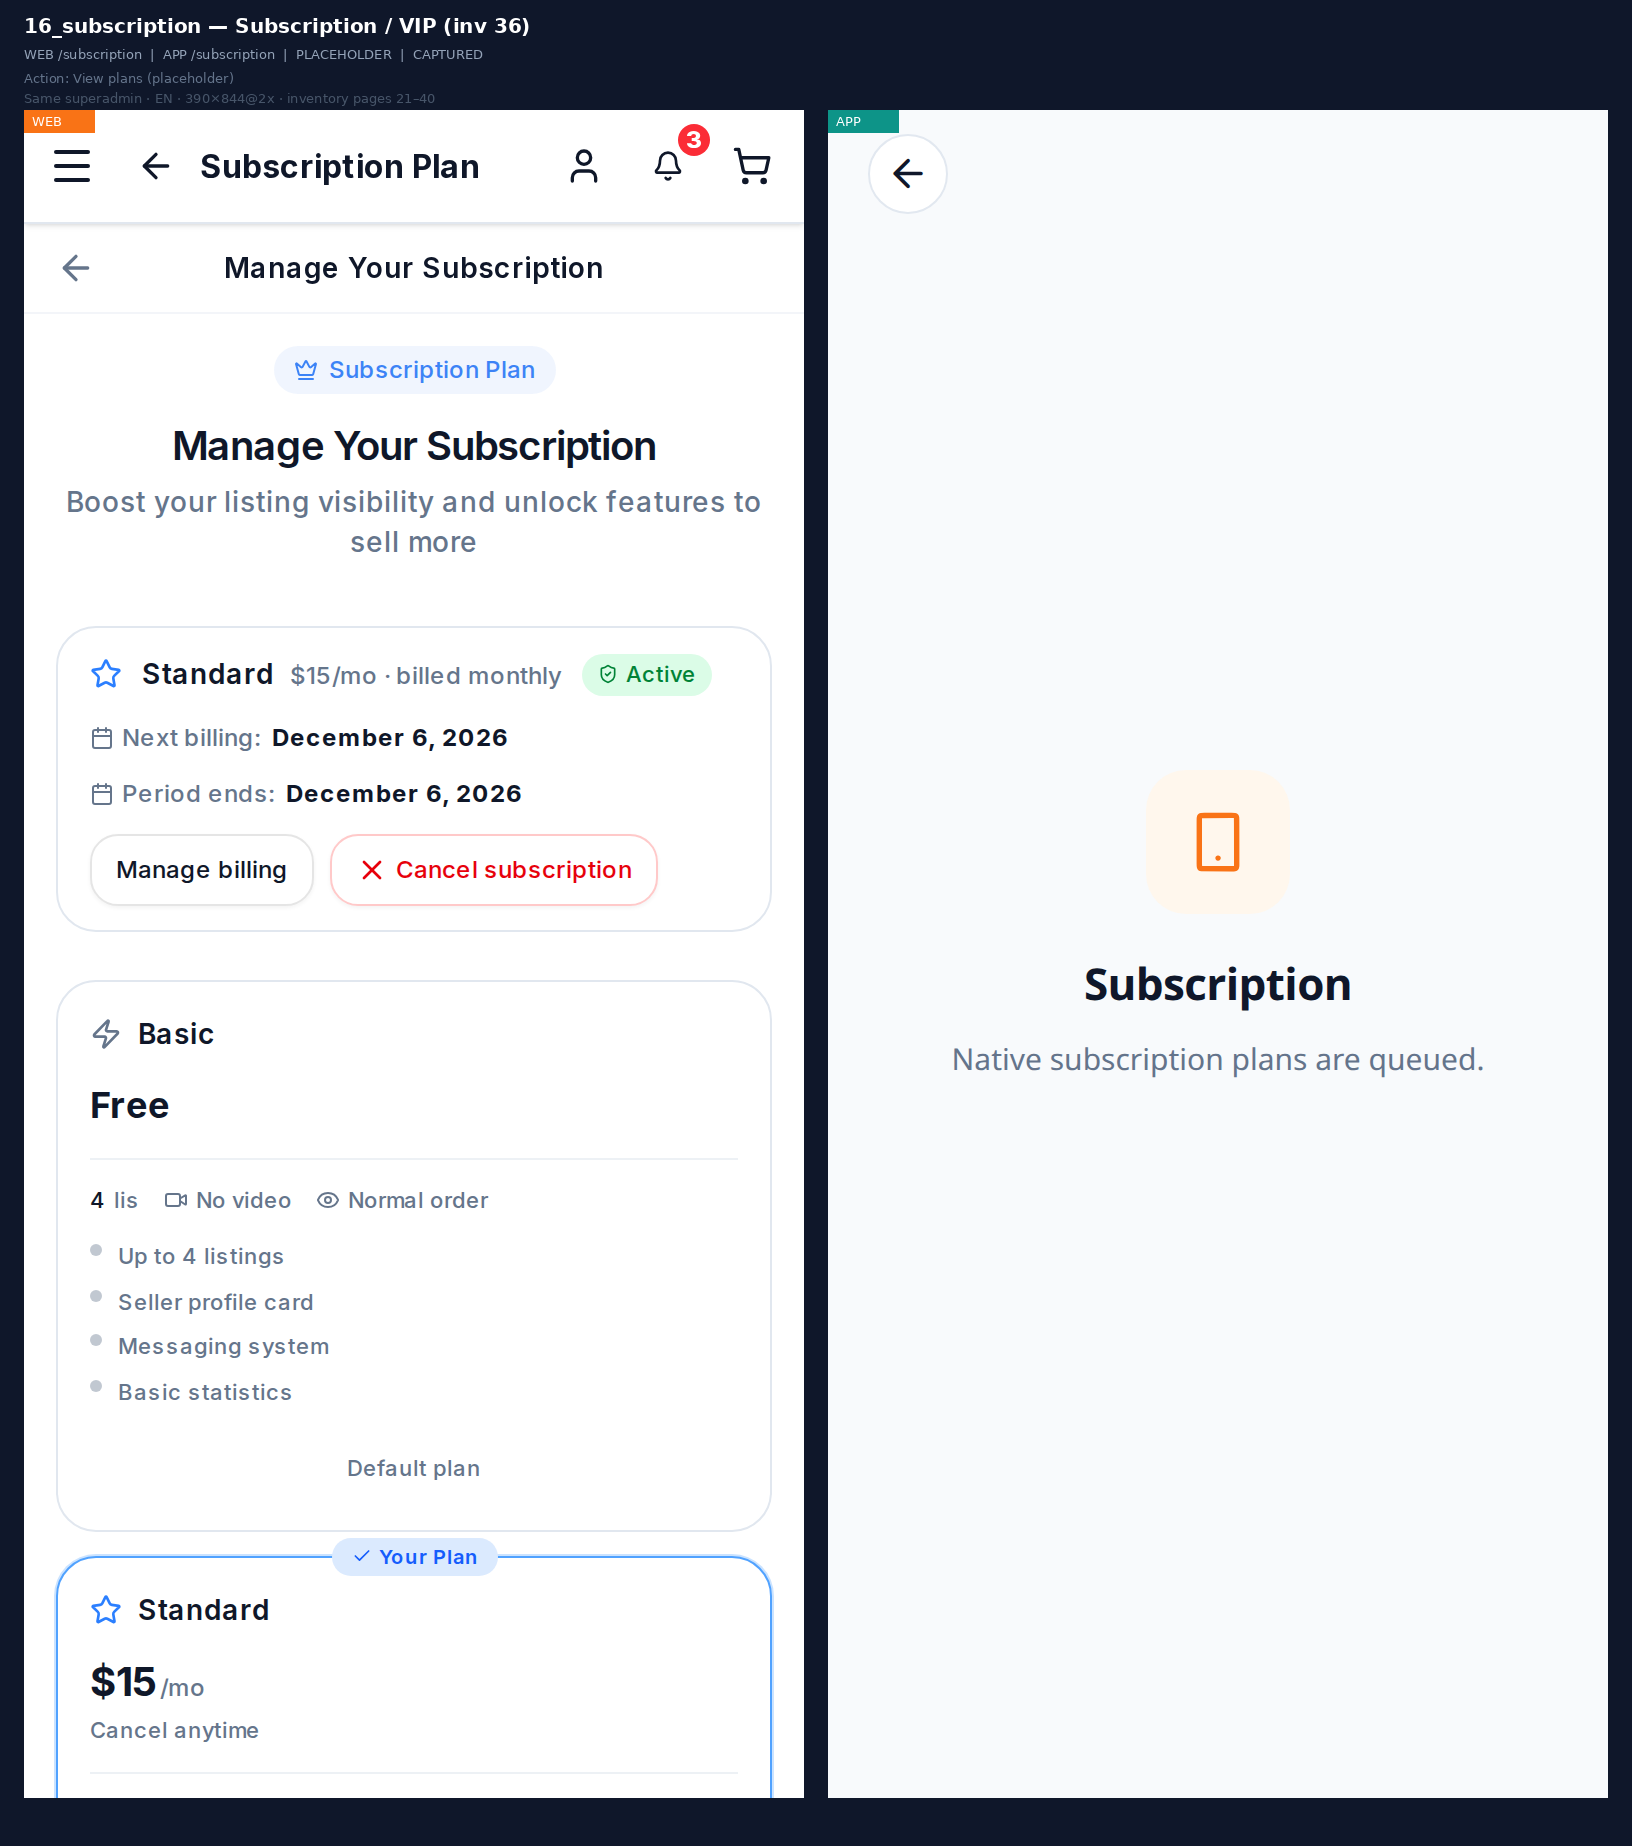 16_subscription — Subscription / VIP (inv 36)
WEB /subscription | APP /subscription | PLACEHOLDER | CAPTURED
Action: View plans (placeholder)
Same superadmin · EN · 390×844@2x · inventory pages 21–40
WEB
Subscription Plan
3
Manage Your Subscription
Subscription Plan
Manage Your Subscription
Boost your listing visibility and unlock features to
sell more
Standard $15/mo · billed monthly Active
Next billing: December 6, 2026
Period ends: December 6, 2026
Manage billing Cancel subscription
Basic
Free
4 lis No video Normal order
Up to 4 listings
Seller profile card
Messaging system
Basic statistics
Default plan
Your Plan
Standard
$15/mo
Cancel anytime
APP
Subscription
Native subscription plans are queued.